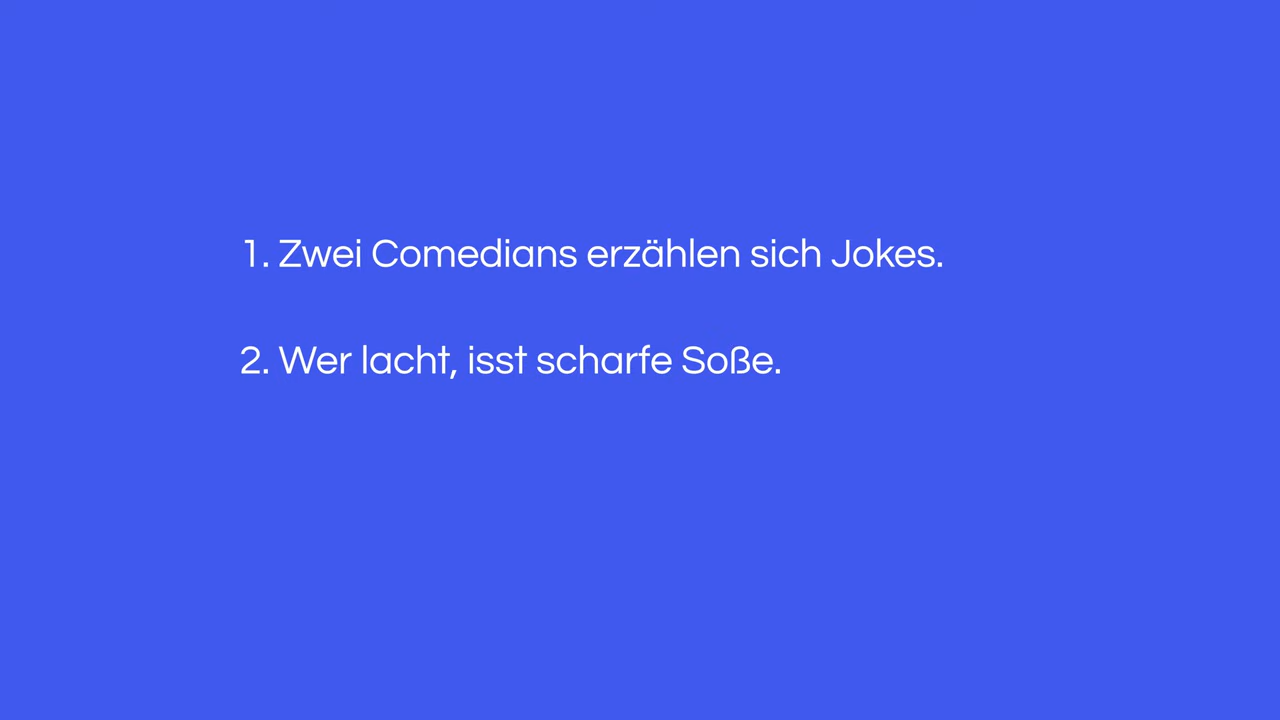 1. Zwei Comedians erzählen sich Jokes.
2. Wer lacht, isst scharfe Soße.